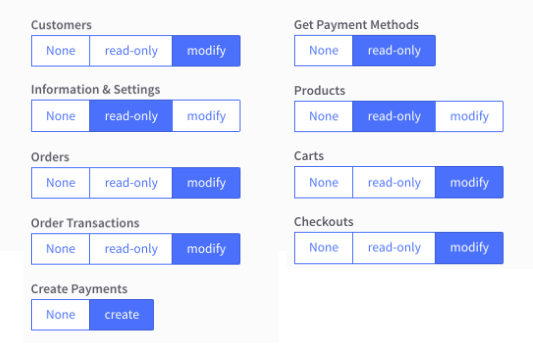 Customers
None read-only modify
Information & Settings
None read-only modify
Orders
None read-only modify
Order Transactions
None read-only modify
Create Payments
None create
Get Payment Methods
None read-only
Products
None read-only modify
Carts
None read-only modify
Checkouts
None read-only modify